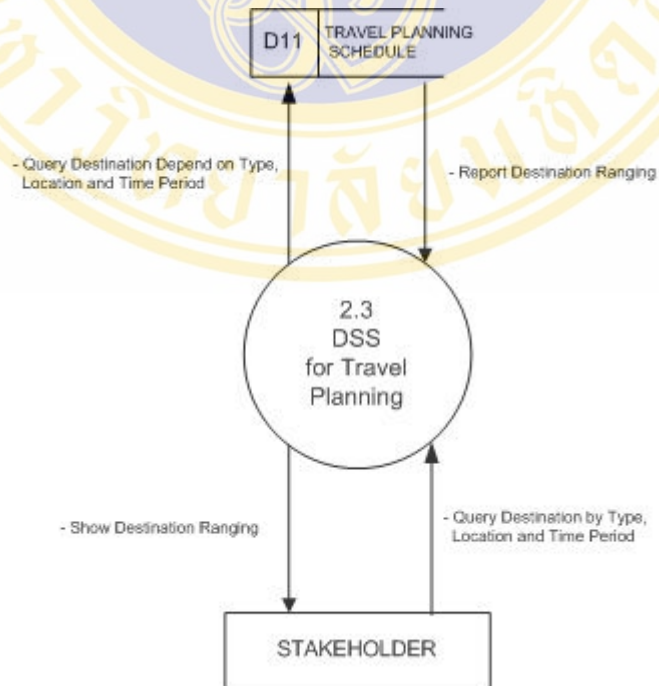 D11
TRAVEL PLANNING
SCHEDULE
- Query Destination Depend on Type,
Location and Time Period
- Report Destination Ranging
2.3
DSS
for Travel
Planning
- Show Destination Ranging
- Query Destination by Type,
Location and Time Period
STAKEHOLDER